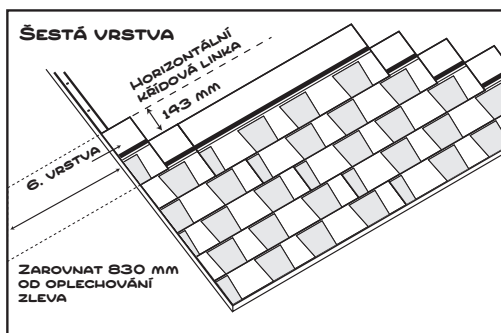 Šestá vrstva
Horizontální
křídová linka
143 mm
6. vrstva
Zarovnat 830 mm
od oplechování
zleva